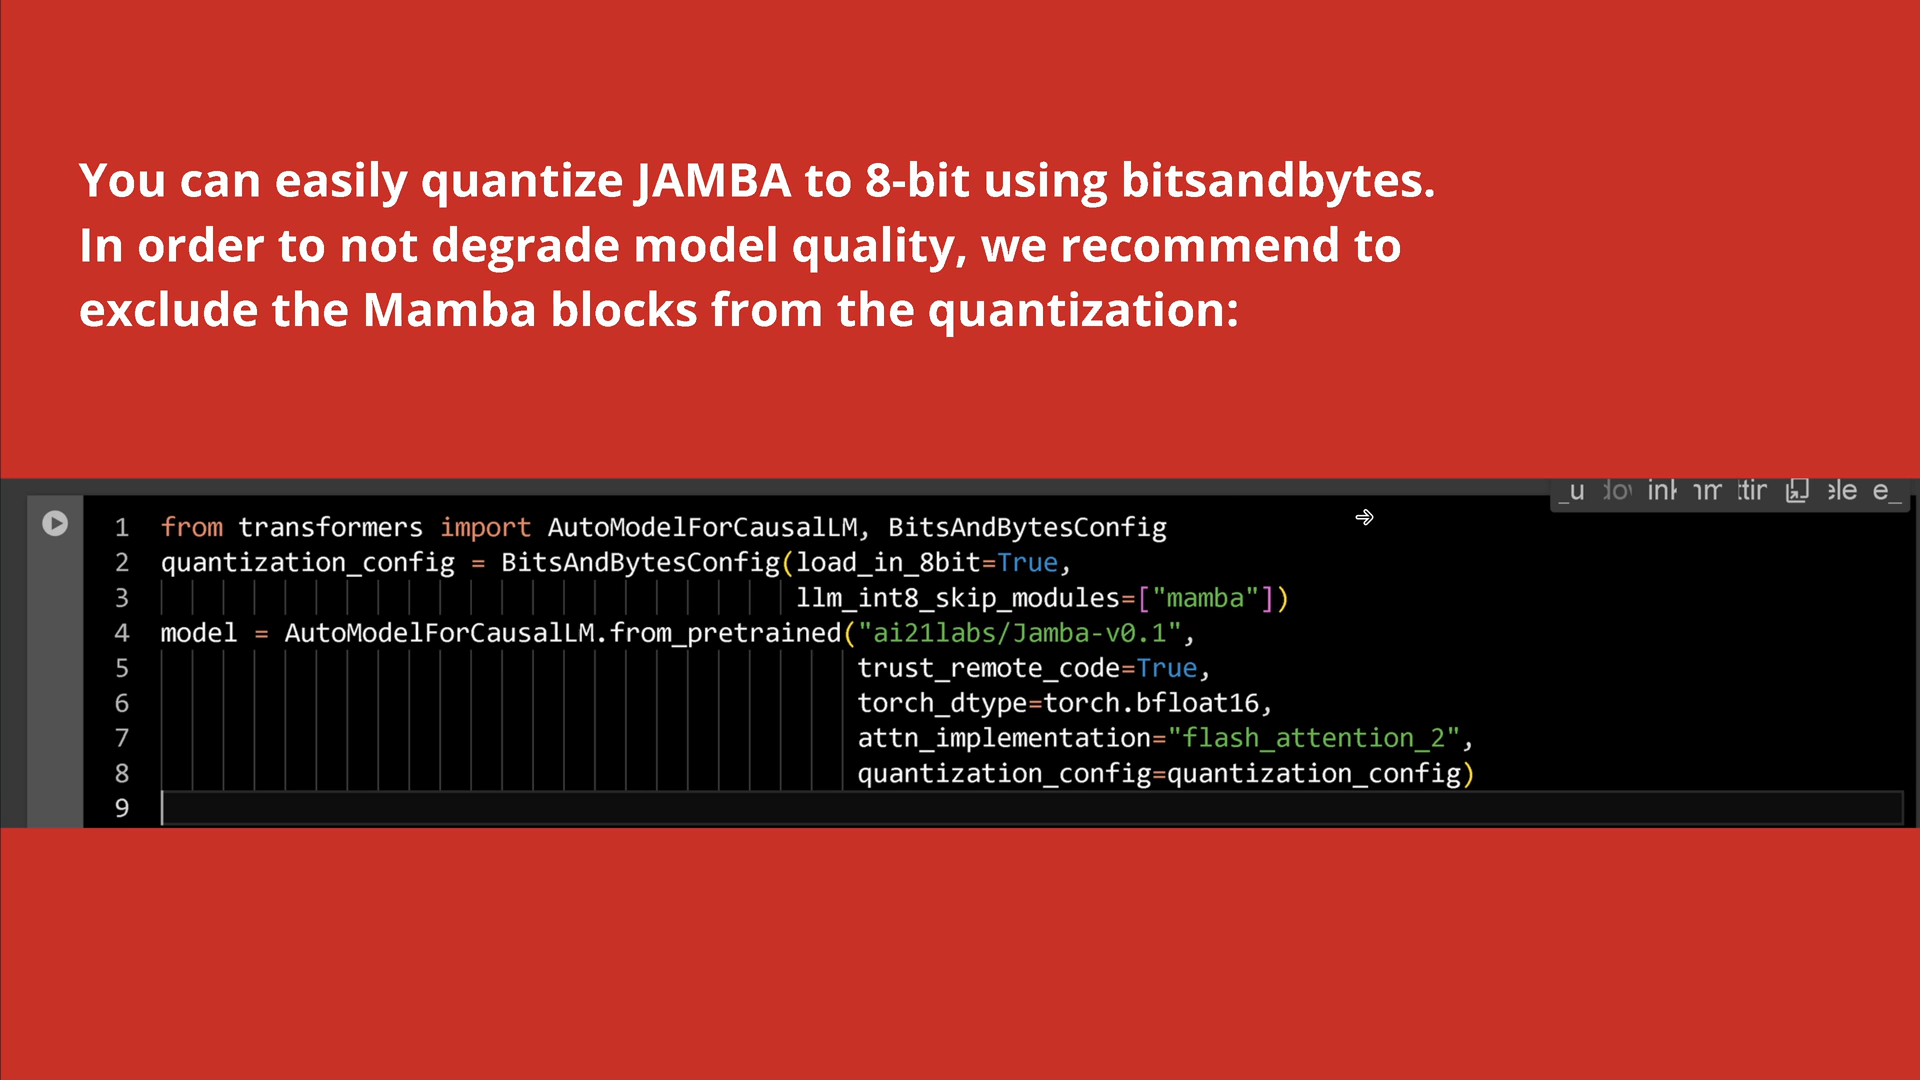 You can easily quantize JAMBA to 8-bit using bitsandbytes.
In order to not degrade model quality, we recommend to
exclude the Mamba blocks from the quantization:
1 from transformers import AutoModelForCausalLM, BitsAndBytesConfig
2 quantization_config = BitsAndBytesConfig(load_in_8bit=True,
3 llm_int8_skip_modules=["mamba"])
4 model = AutoModelForCausalLM.from_pretrained("ai21labs/Jamba-v0.1",
5 trust_remote_code=True,
6 torch_dtype=torch.bfloat16,
7 attn_implementation="flash_attention_2",
8 quantization_config=quantization_config)
9